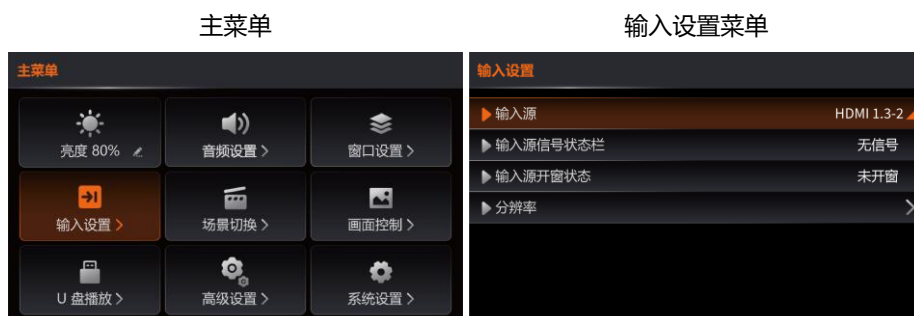 主菜单
输入设置菜单
主菜单
亮度 80%
音频设置
窗口设置
输入设置
场景切换
画面控制
U 盘播放
高级设置
系统设置
输入设置
输入源 HDMI 1.3-2
输入源信号状态栏 无信号
输入源开窗状态 未开窗
分辨率